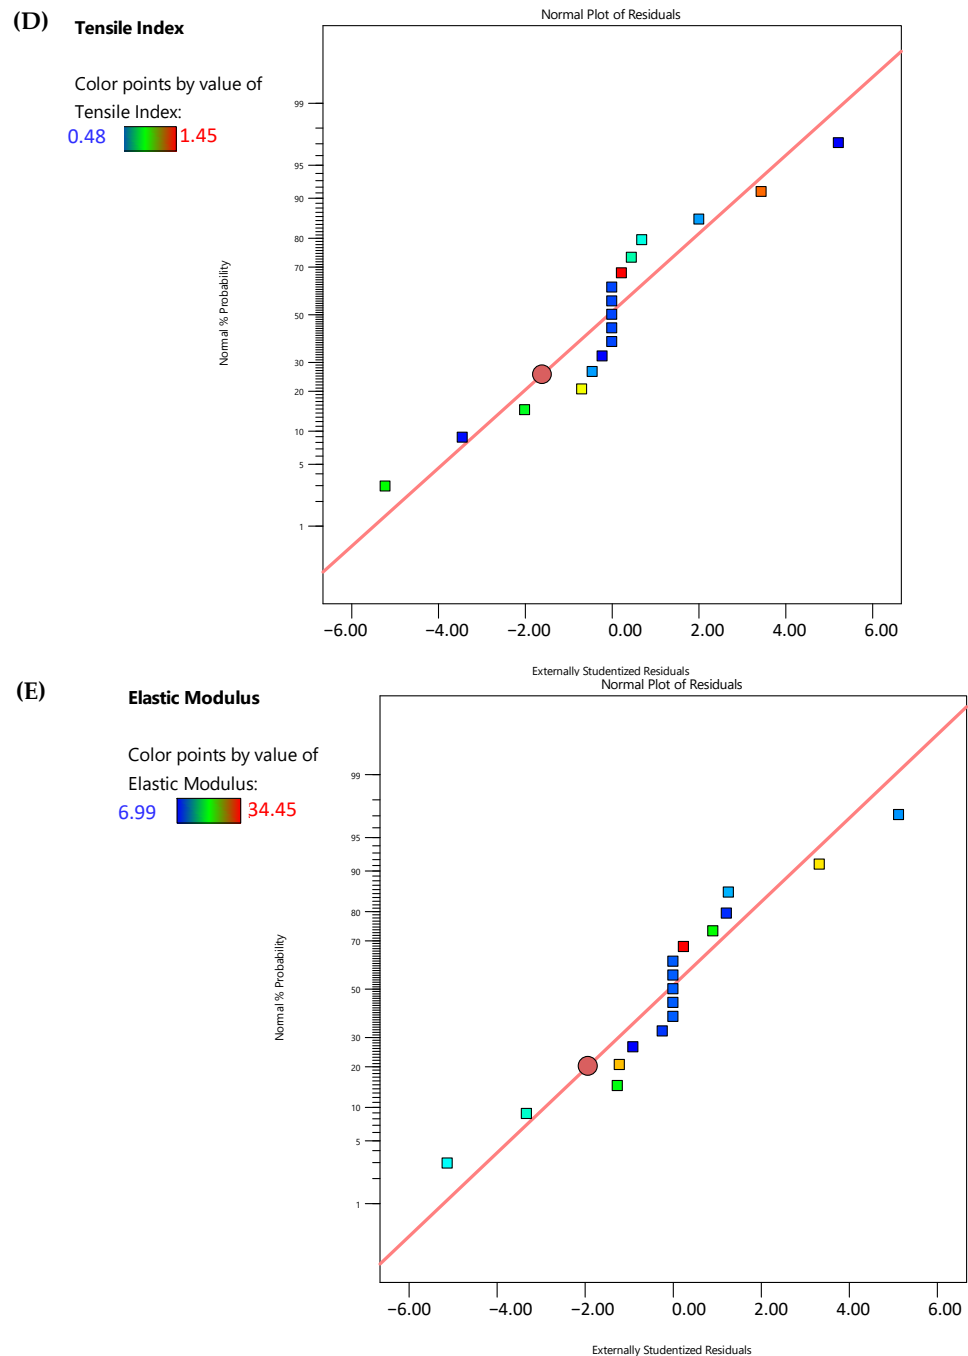 (D)
Tensile Index
Color points by value of
Tensile Index:
0.48
1.45
Normal Plot of Residuals
Normal % Probability
99
95
90
80
70
50
30
20
10
5
1
−6.00 −4.00 −2.00 0.00 2.00 4.00 6.00
Externally Studentized Residuals
(E)
Elastic Modulus
Color points by value of
Elastic Modulus:
6.99
34.45
Normal Plot of Residuals
Normal % Probability
99
95
90
80
70
50
30
20
10
5
1
−6.00 −4.00 −2.00 0.00 2.00 4.00 6.00
Externally Studentized Residuals